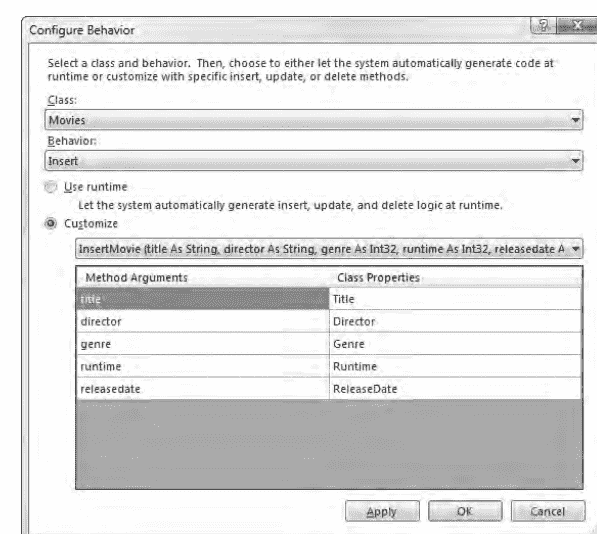 Configure Behavior
Select a class and behavior. Then, choose to either let the system automatically generate code at
runtime or customize with specific insert, update, or delete methods.
Class:
Movies
Behavior:
Insert
Use runtime
Let the system automatically generate insert, update, and delete logic at runtime.
Customize
InsertMovie (title As String, director As String, genre As Int32, runtime As Int32, releasedate A
Method Arguments Class Properties
title Title
director Director
genre Genre
runtime Runtime
releasedate ReleaseDate
Apply OK Cancel